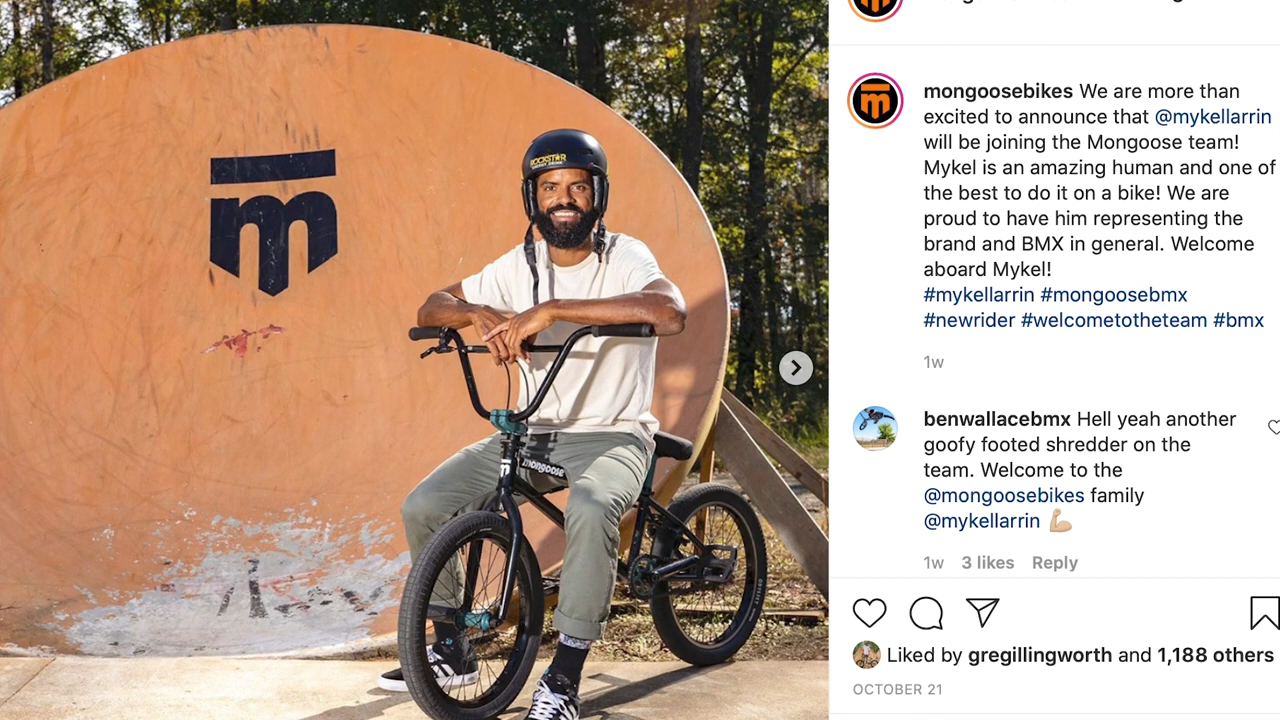 m
ROCKSTAR
ENERGY DRINK
mongoose
mongoosebikes We are more than
excited to announce that @mykellarrin
will be joining the Mongoose team!
Mykel is an amazing human and one of
the best to do it on a bike! We are
proud to have him representing the
brand and BMX in general. Welcome
aboard Mykel!
#mykellarrin #mongoosebmx
#newrider #welcometotheteam #bmx
1w
benwallacebmx Hell yeah another
goofy footed shredder on the
team. Welcome to the
@mongoosebikes family
@mykellarrin 💪🏼
1w 3 likes Reply
Liked by gregillingworth and 1,188 others
OCTOBER 21